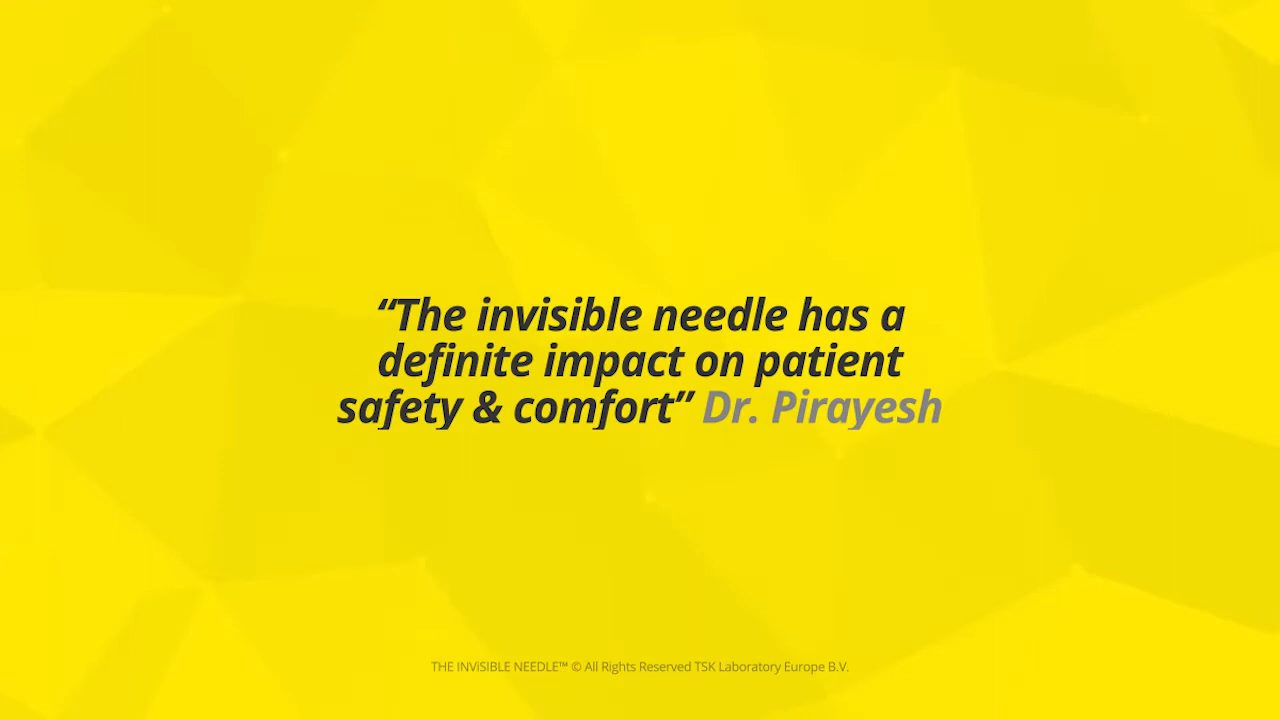 “The invisible needle has a
definite impact on patient
safety & comfort” Dr. Pirayesh
THE INViSIBLE NEEDLE™ © All Rights Reserved TSK Laboratory Europe B.V.